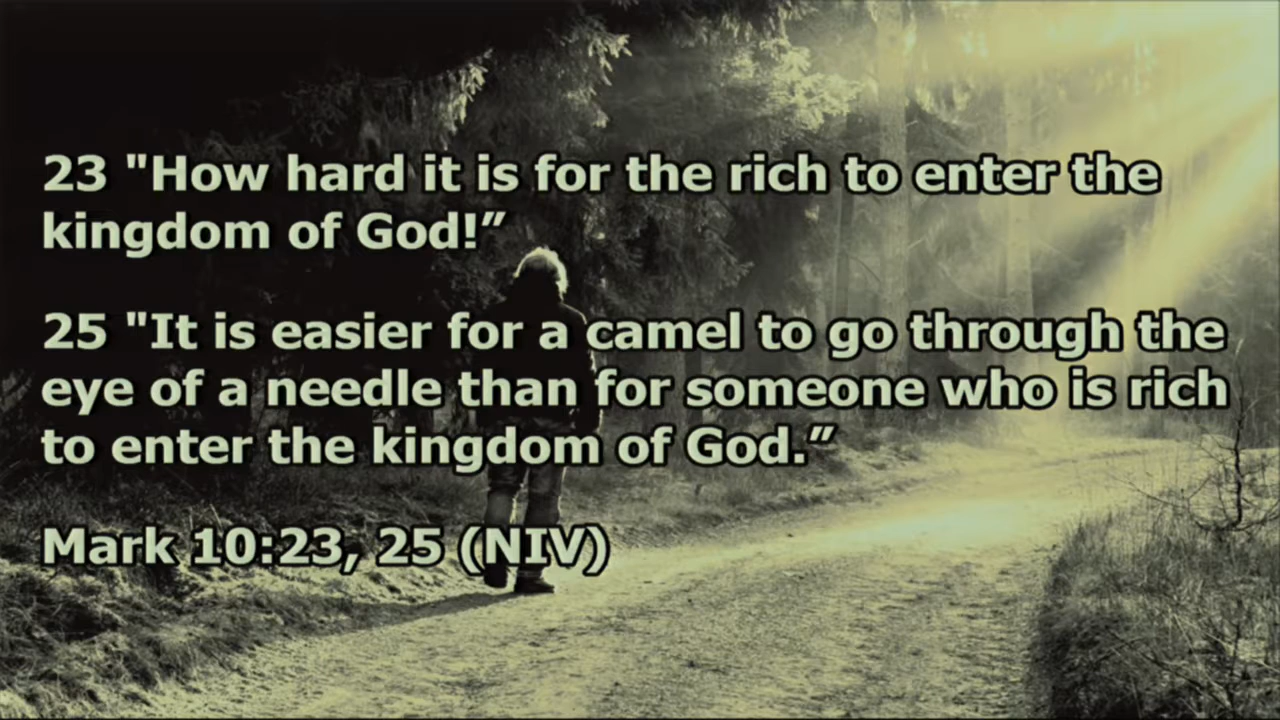 23 "How hard it is for the rich to enter the
kingdom of God!”
25 "It is easier for a camel to go through the
eye of a needle than for someone who is rich
to enter the kingdom of God.”
Mark 10:23, 25 (NIV)